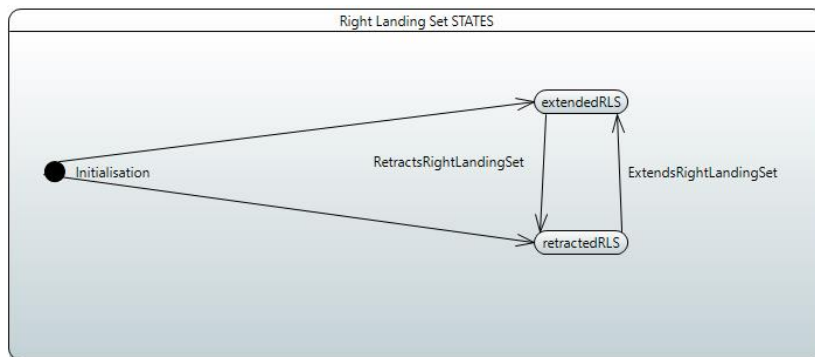 Right Landing Set STATES
extendedRLS
RetractsRightLandingSet
Initialisation
ExtendsRightLandingSet
retractedRLS